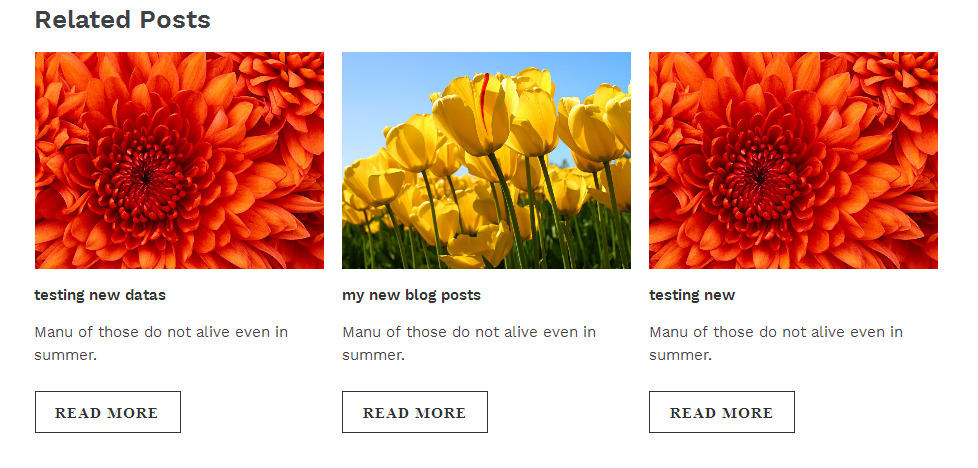 Related Posts
testing new datas
Manu of those do not alive even in
summer.
READ MORE
my new blog posts
Manu of those do not alive even in
summer.
READ MORE
testing new
Manu of those do not alive even in
summer.
READ MORE